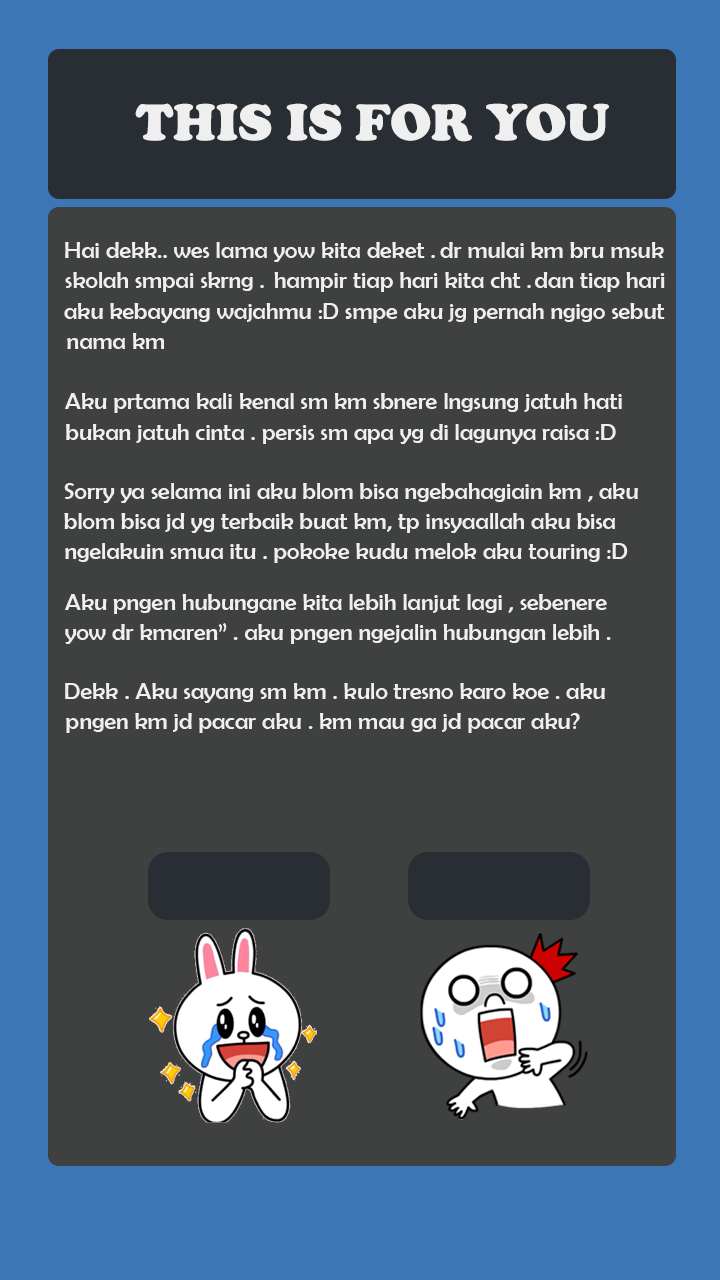 THIS IS FOR YOU
Hai dekk.. wes lama yow kita deket . dr mulai km bru msuk
skolah smpai skrng . hampir tiap hari kita cht . dan tiap hari
aku kebayang wajahmu :D smpe aku jg pernah ngigo sebut
nama km
Aku prtama kali kenal sm km sbnere lngsung jatuh hati
bukan jatuh cinta . persis sm apa yg di lagunya raisa :D
Sorry ya selama ini aku blom bisa ngebahagiain km , aku
blom bisa jd yg terbaik buat km, tp insyaallah aku bisa
ngelakuin smua itu . pokoke kudu melok aku touring :D
Aku pngen hubungane kita lebih lanjut lagi , sebenere
yow dr kmaren” . aku pngen ngejalin hubungan lebih .
Dekk . Aku sayang sm km . kulo tresno karo koe . aku
pngen km jd pacar aku . km mau ga jd pacar aku?